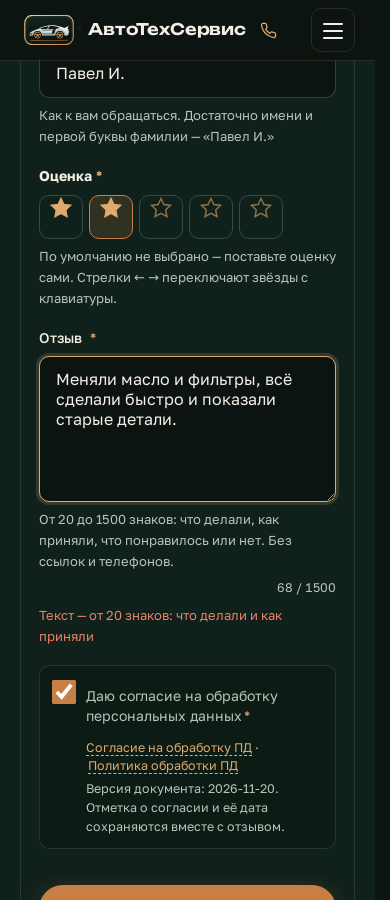 АвтоТехСервис
Павел И.
Как к вам обращаться. Достаточно имени и
первой буквы фамилии — «Павел И.»
Оценка *
По умолчанию не выбрано — поставьте оценку
сами. Стрелки ← → переключают звёзды с
клавиатуры.
Отзыв *
Меняли масло и фильтры, всё
сделали быстро и показали
старые детали.
От 20 до 1500 знаков: что делали, как
приняли, что понравилось или нет. Без
ссылок и телефонов.
68 / 1500
Текст — от 20 знаков: что делали и как
приняли
Даю согласие на обработку
персональных данных *
Согласие на обработку ПД ·
Политика обработки ПД
Версия документа: 2026-11-20.
Отметка о согласии и её дата
сохраняются вместе с отзывом.